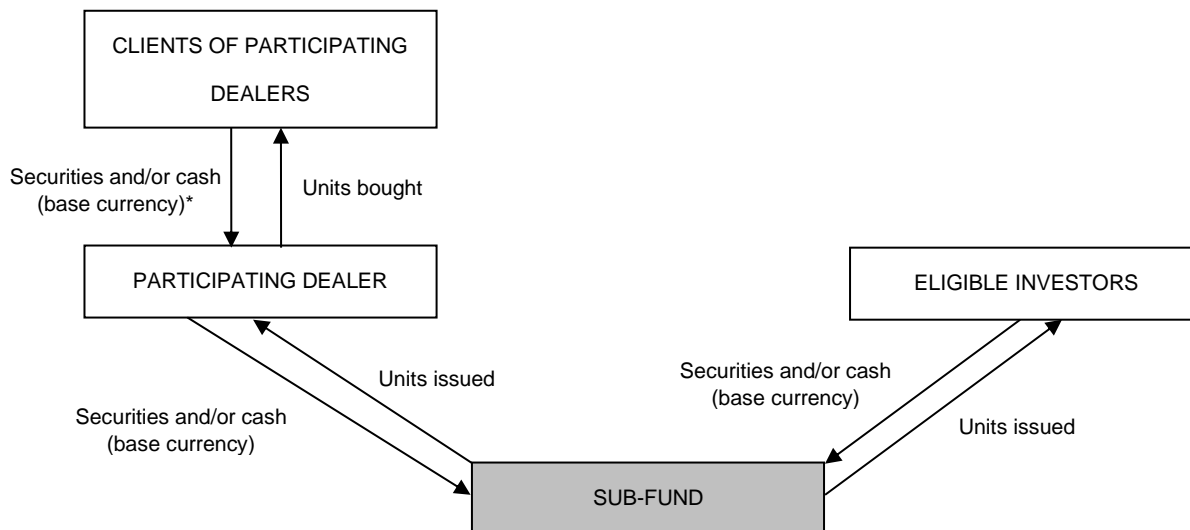 CLIENTS OF PARTICIPATING
DEALERS
Securities and/or cash
(base currency)*
Units bought
PARTICIPATING DEALER
ELIGIBLE INVESTORS
Units issued
Securities and/or cash
(base currency)
Securities and/or cash
(base currency)
Units issued
SUB-FUND